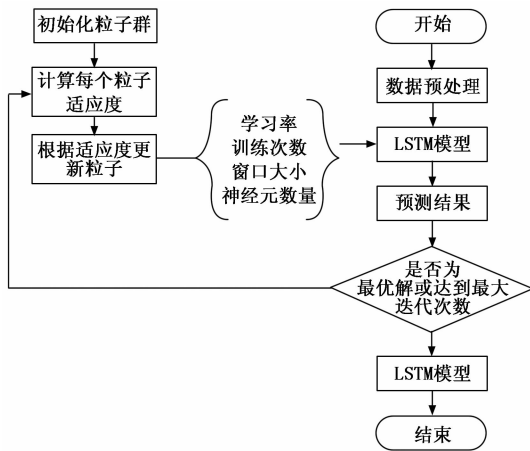 初始化粒子群
计算每个粒子
适应度
根据适应度更
新粒子
学习率
训练次数
窗口大小
神经元数量
开始
数据预处理
LSTM模型
预测结果
是否为
最优解或达到最大
迭代次数
LSTM模型
结束